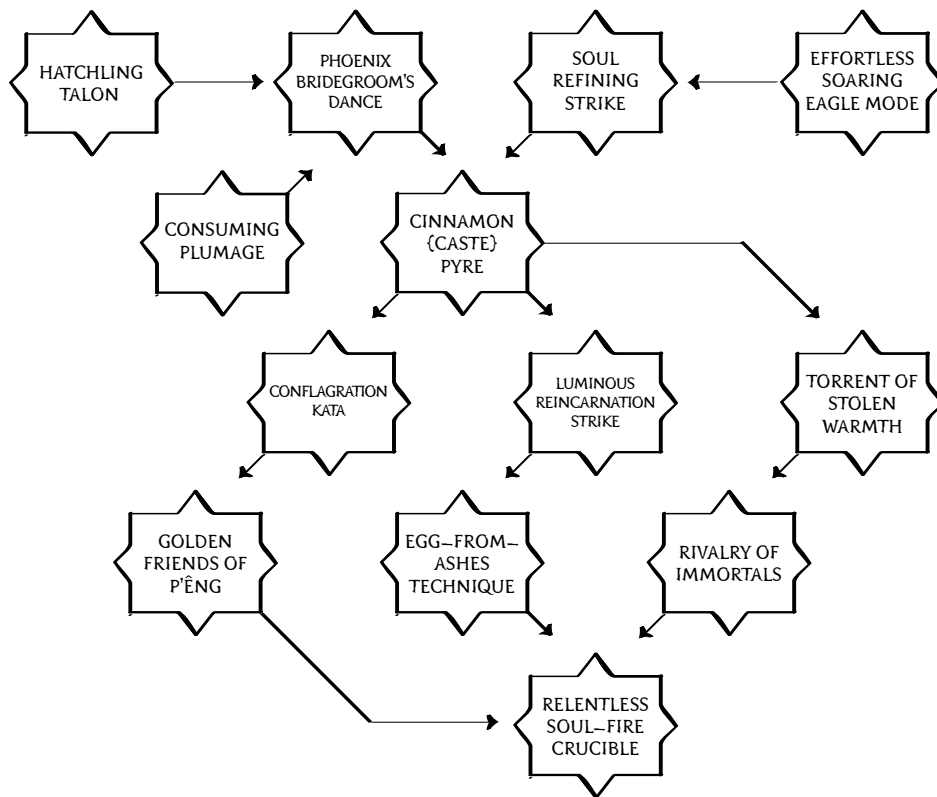 HATCHLING
TALON
PHOENIX
BRIDEGROOM'S
DANCE
SOUL
REFINING
STRIKE
EFFORTLESS
SOARING
EAGLE MODE
CONSUMING
PLUMAGE
CINNAMON
{CASTE}
PYRE
CONFLAGRATION
KATA
LUMINOUS
REINCARNATION
STRIKE
TORRENT OF
STOLEN
WARMTH
GOLDEN
FRIENDS OF
P'ÊNG
EGG–FROM–
ASHES
TECHNIQUE
RIVALRY OF
IMMORTALS
RELENTLESS
SOUL–FIRE
CRUCIBLE